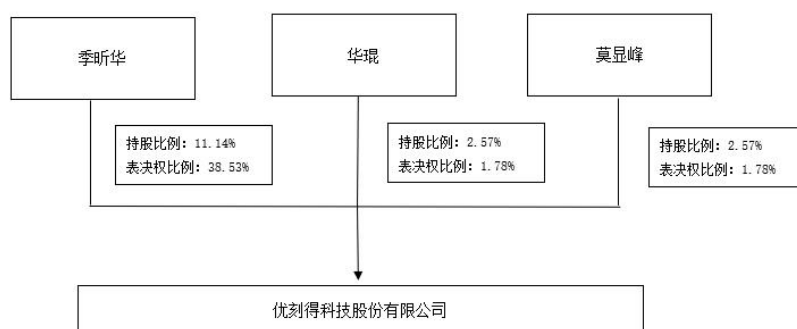 季昕华
华琨
莫显峰
持股比例：11.14%
表决权比例：38.53%
持股比例：2.57%
表决权比例：1.78%
持股比例：2.57%
表决权比例：1.78%
优刻得科技股份有限公司